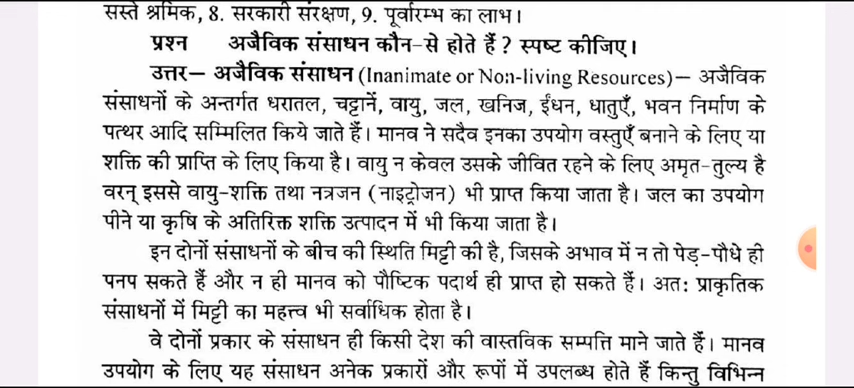 सस्ते श्रमिक, 8. सरकारी संरक्षण, 9. पूर्वारम्भ का लाभ।
प्रश्न अजैविक संसाधन कौन-से होते हैं? स्पष्ट कीजिए।
उत्तर— अजैविक संसाधन (Inanimate or Non-living Resources)— अजैविक
संसाधनों के अन्तर्गत धरातल, चट्टानें, वायु, जल, खनिज, ईंधन, धातुएँ, भवन निर्माण के
पत्थर आदि सम्मिलित किये जाते हैं। मानव ने सदैव इनका उपयोग वस्तुएँ बनाने के लिए या
शक्ति की प्राप्ति के लिए किया है। वायु न केवल उसके जीवित रहने के लिए अमृत-तुल्य है
वरन् इससे वायु-शक्ति तथा नत्रजन (नाइट्रोजन) भी प्राप्त किया जाता है। जल का उपयोग
पीने या कृषि के अतिरिक्त शक्ति उत्पादन में भी किया जाता है।
इन दोनों संसाधनों के बीच की स्थिति मिट्टी की है, जिसके अभाव में न तो पेड़-पौधे ही
पनप सकते हैं और न ही मानव को पौष्टिक पदार्थ ही प्राप्त हो सकते हैं। अतः प्राकृतिक
संसाधनों में मिट्टी का महत्त्व भी सर्वाधिक होता है।
वे दोनों प्रकार के संसाधन ही किसी देश की वास्तविक सम्पत्ति माने जाते हैं। मानव
उपयोग के लिए यह संसाधन अनेक प्रकारों और रूपों में उपलब्ध होते हैं किन्तु विभिन्न